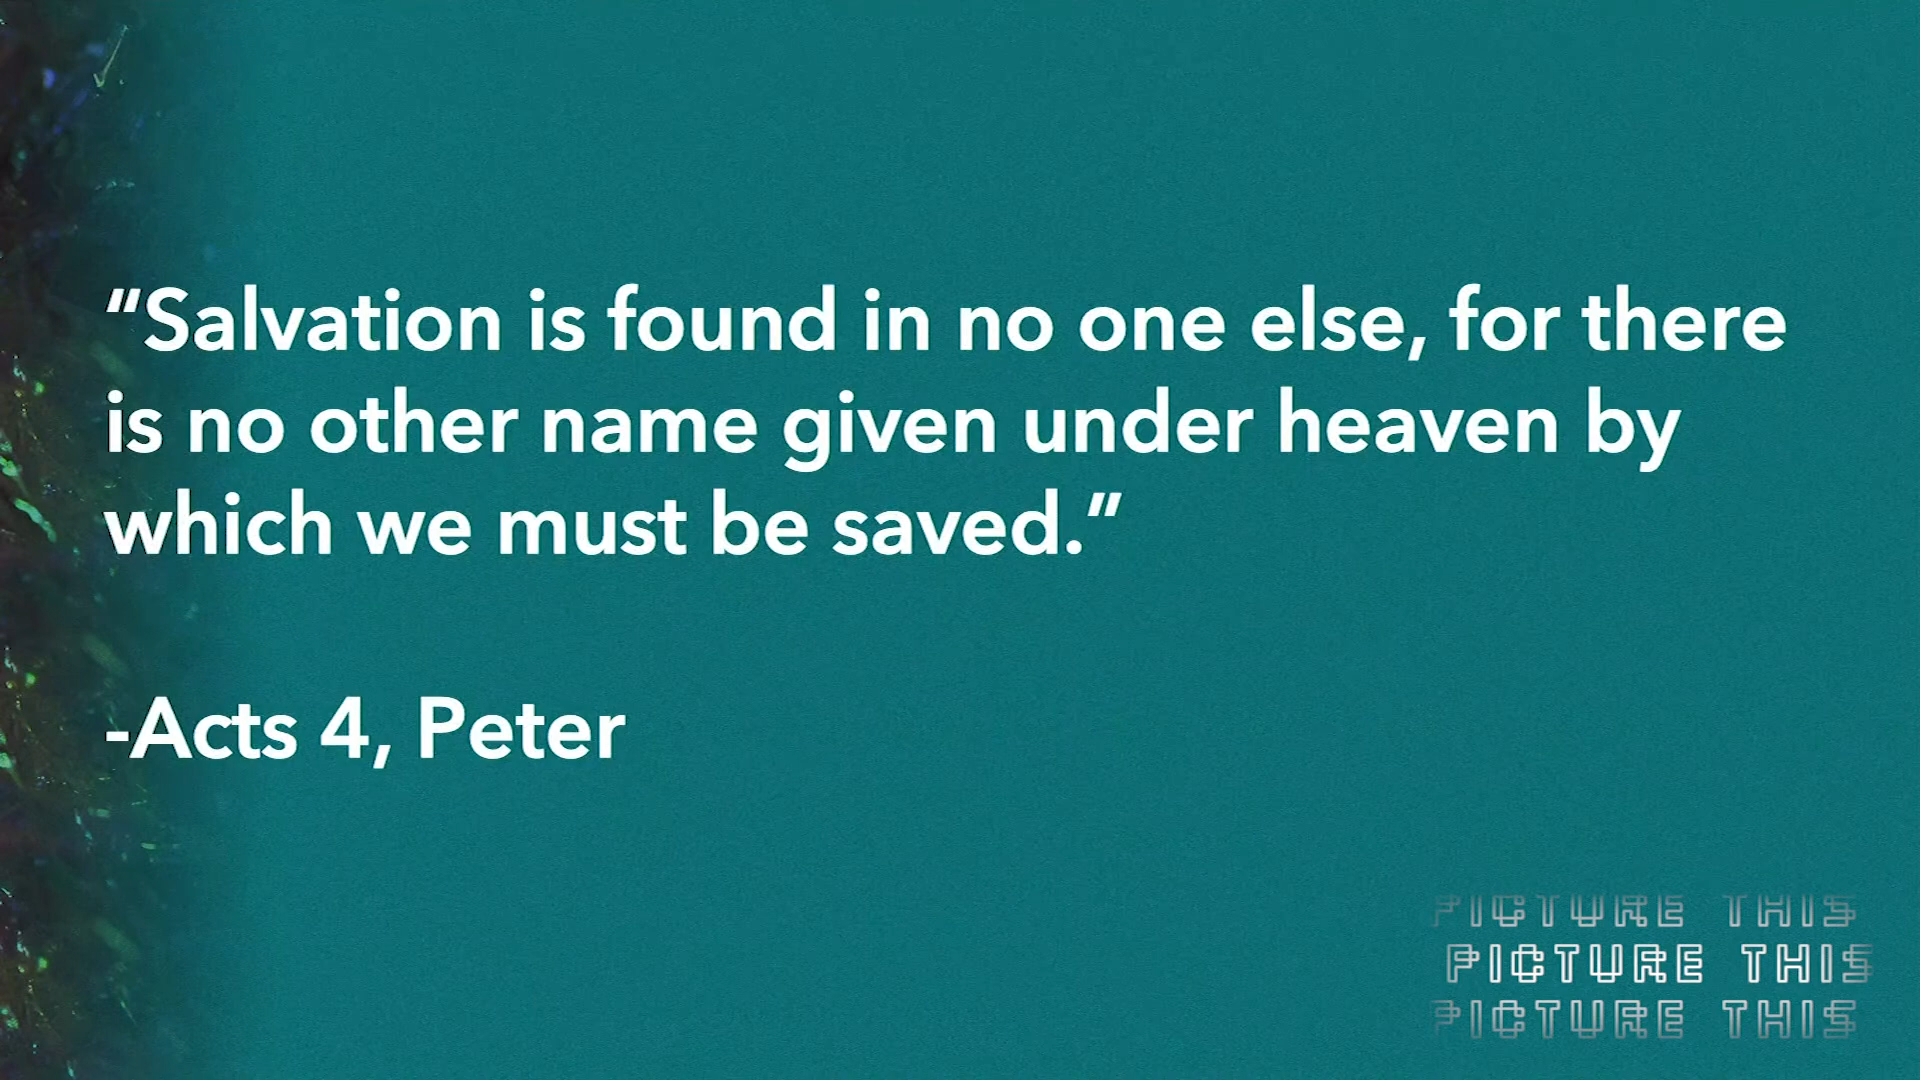 “Salvation is found in no one else, for there
is no other name given under heaven by
which we must be saved.”
-Acts 4, Peter
PICTURE THIS
PICTURE THIS
PICTURE THIS